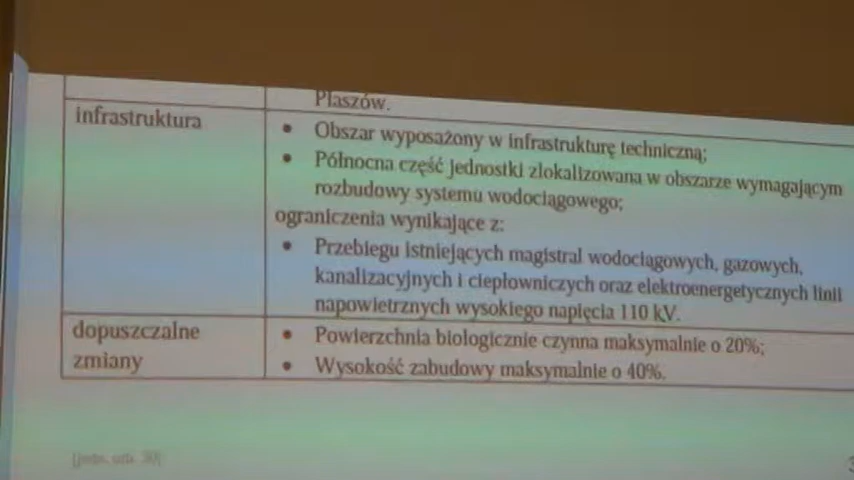 Płaszów.
infrastruktura
• Obszar wyposażony w infrastrukturę techniczną;
• Północna część jednostki zlokalizowana w obszarze wymagającym
rozbudowy systemu wodociągowego;
ograniczenia wynikające z:
• Przebiegu istniejących magistral wodociągowych, gazowych,
kanalizacyjnych i ciepłowniczych oraz elektroenergetycznych linii
napowietrznych wysokiego napięcia 110 kV.
dopuszczalne
zmiany
• Powierzchnia biologicznie czynna maksymalnie o 20%;
• Wysokość zabudowy maksymalnie o 40%.